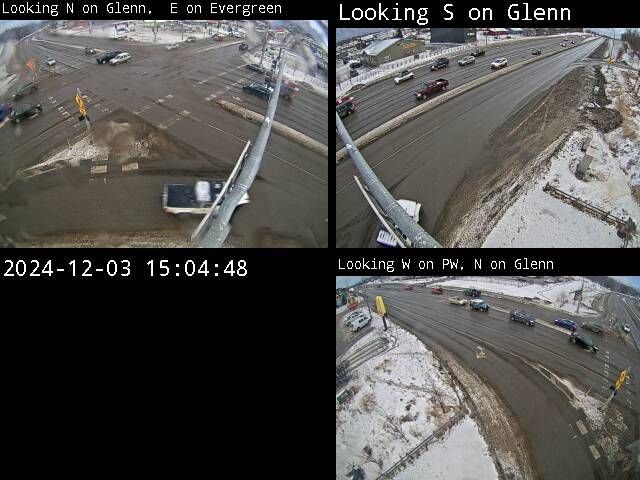 Looking N on Glenn,  E on Evergreen
Looking S on Glenn
2024-12-03 15:04:48
Looking W on PW, N on Glenn